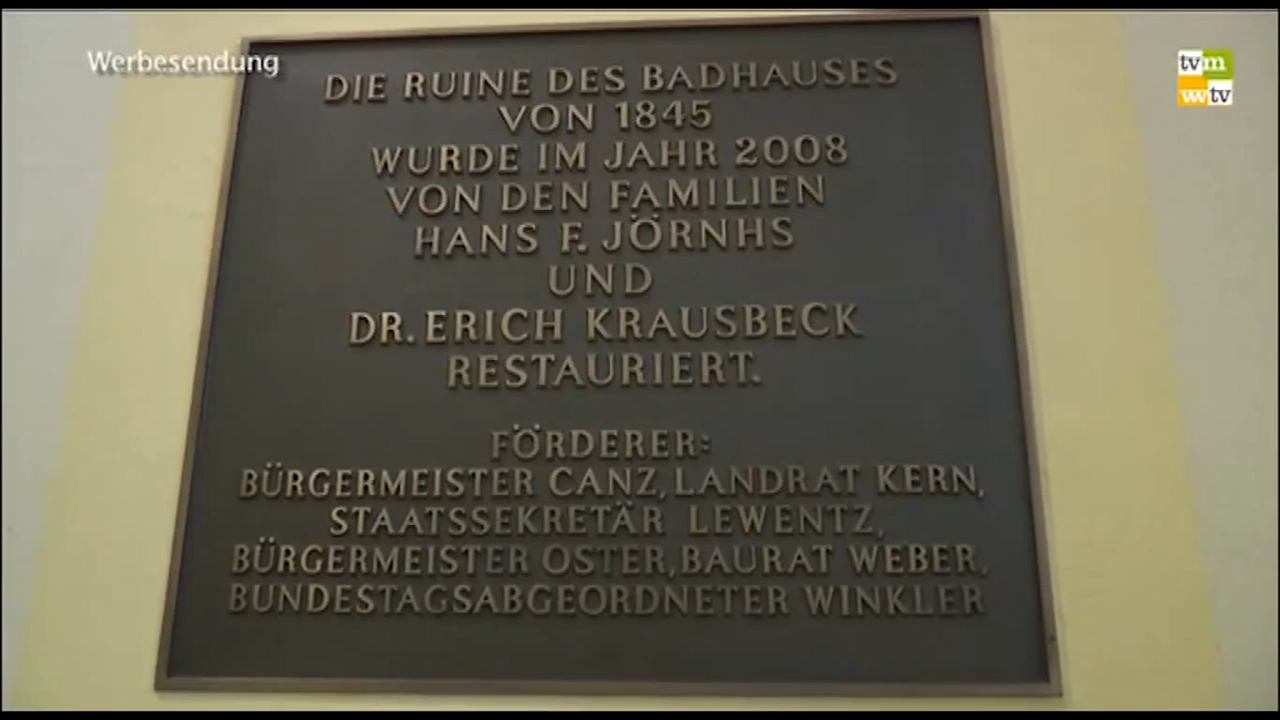 Werbesendung
tvm
wwtv
DIE RUINE DES BADHAUSES
VON 1845
WURDE IM JAHR 2008
VON DEN FAMILIEN
HANS F. JÖRNHS
UND
DR. ERICH KRAUSBECK
RESTAURIERT.
FÖRDERER:
BÜRGERMEISTER CANZ, LANDRAT KERN,
STAATSSEKRETÄR LEWENTZ,
BÜRGERMEISTER OSTER, BAURAT WEBER,
BUNDESTAGSABGEORDNETER WINKLER